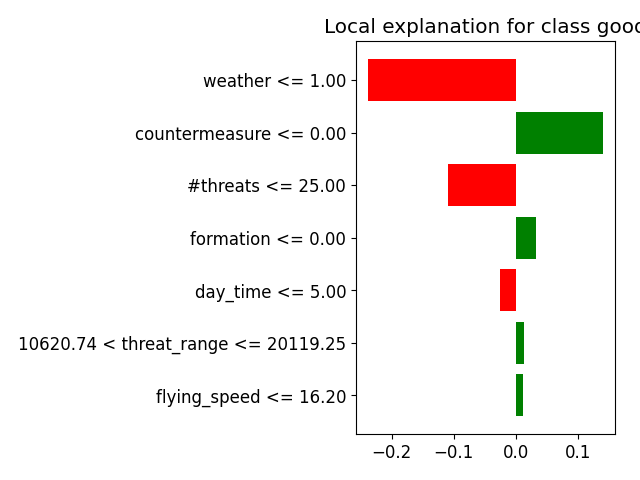 Local explanation for class good
weather <= 1.00
countermeasure <= 0.00
#threats <= 25.00
formation <= 0.00
day_time <= 5.00
10620.74 < threat_range <= 20119.25
flying_speed <= 16.20
−0.2 −0.1 0.0 0.1